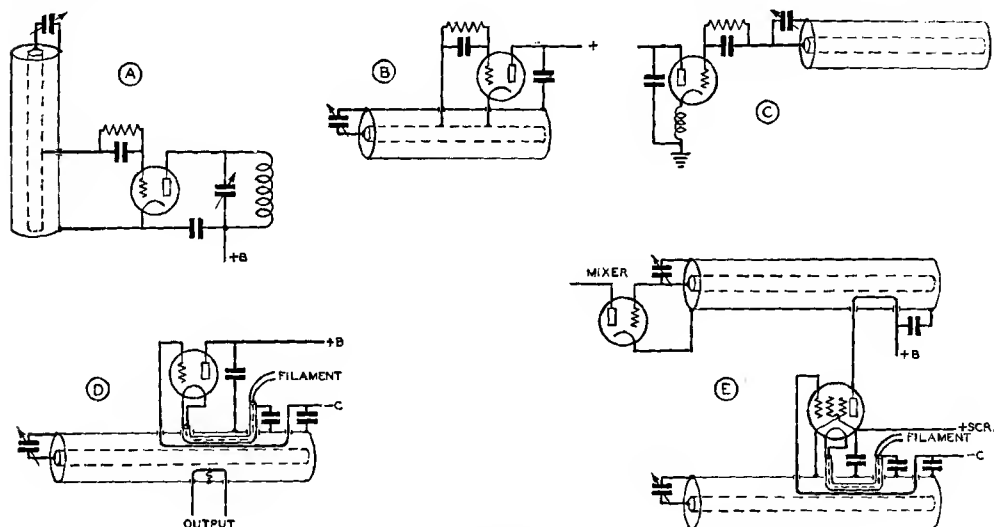 A
+B
B
+
C
D
+B
FILAMENT
-C
OUTPUT
E
MIXER
+B
+SCR.
FILAMENT
-C